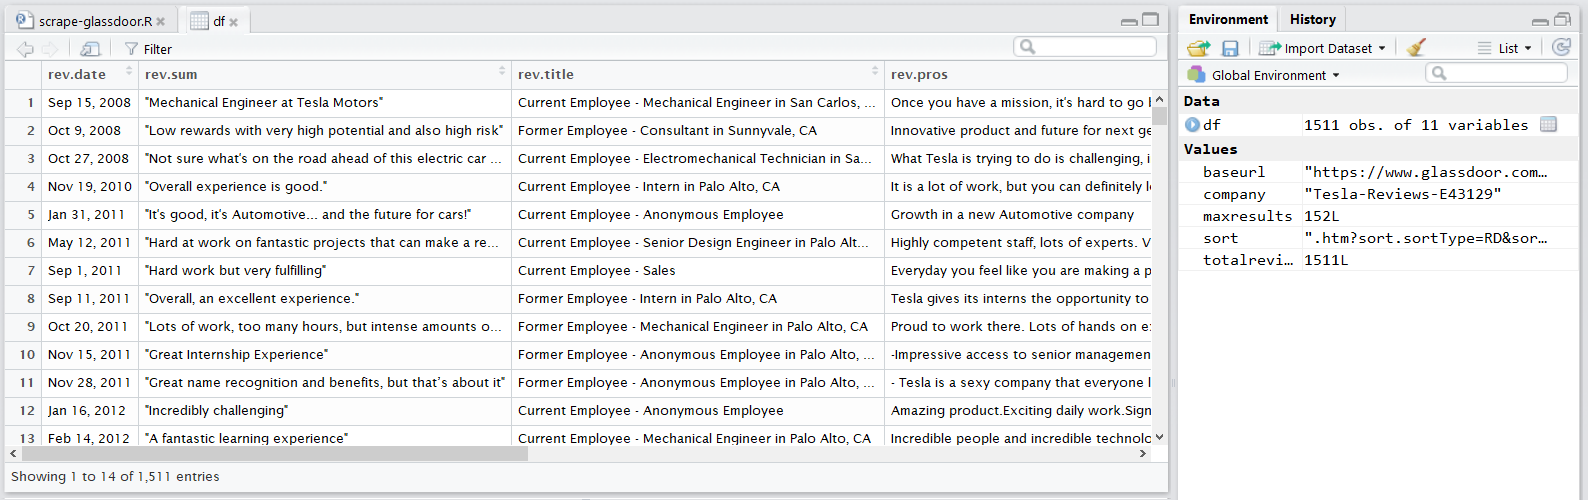 scrape-glassdoor.R df
Filter
rev.date rev.sum rev.title rev.pros
1 Sep 15, 2008 "Mechanical Engineer at Tesla Motors" Current Employee - Mechanical Engineer in San Carlos, ... Once you have a mission, it's hard to go
2 Oct 9, 2008 "Low rewards with very high potential and also high risk" Former Employee - Consultant in Sunnyvale, CA Innovative product and future for next ge
3 Oct 27, 2008 "Not sure what's on the road ahead of this electric car ... Current Employee - Electromechanical Technician in Sa... What Tesla is trying to do is challenging, i
4 Nov 19, 2010 "Overall experience is good." Current Employee - Intern in Palo Alto, CA It is a lot of work, but you can definitely l
5 Jan 31, 2011 "It's good, it's Automotive... and the future for cars!" Current Employee - Anonymous Employee Growth in a new Automotive company
6 May 12, 2011 "Hard at work on fantastic projects that can make a re... Current Employee - Senior Design Engineer in Palo Alt... Highly competent staff, lots of experts. V
7 Sep 1, 2011 "Hard work but very fulfilling" Current Employee - Sales Everyday you feel like you are making a p
8 Sep 11, 2011 "Overall, an excellent experience." Former Employee - Intern in Palo Alto, CA Tesla gives its interns the opportunity to
9 Oct 20, 2011 "Lots of work, too many hours, but intense amounts o... Former Employee - Mechanical Engineer in Palo Alto, CA Proud to work there. Lots of hands on e
10 Nov 15, 2011 "Great Internship Experience" Former Employee - Anonymous Employee in Palo Alto, ... -Impressive access to senior managemen
11 Nov 28, 2011 "Great name recognition and benefits, but that’s about it" Former Employee - Anonymous Employee in Palo Alto, ... - Tesla is a sexy company that everyone l
12 Jan 16, 2012 "Incredibly challenging" Current Employee - Anonymous Employee Amazing product.Exciting daily work.Sign
13 Feb 14, 2012 "A fantastic learning experience" Current Employee - Mechanical Engineer in Palo Alto, CA Incredible people and incredible technolo
Showing 1 to 14 of 1,511 entries
Environment History
Import Dataset List
Global Environment
Data
df 1511 obs. of 11 variables
Values
baseurl "https://www.glassdoor.com…
company "Tesla-Reviews-E43129"
maxresults 152L
sort ".htm?sort.sortType=RD&sor…
totalrevi… 1511L